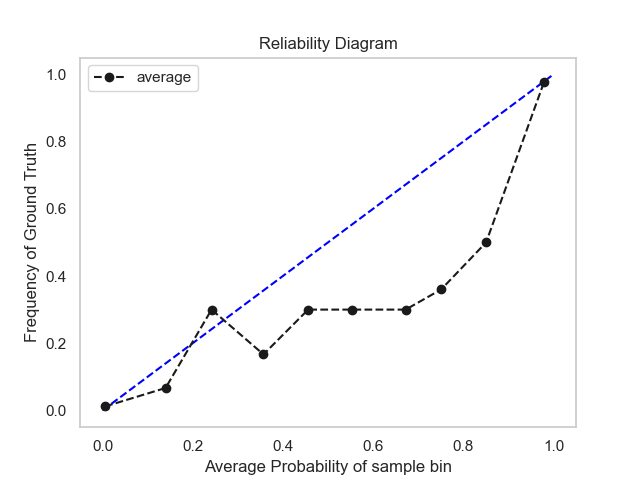 Reliability Diagram
average
Frequency of Ground Truth
1.0
0.8
0.6
0.4
0.2
0.0
0.0 0.2 0.4 0.6 0.8 1.0
Average Probability of sample bin